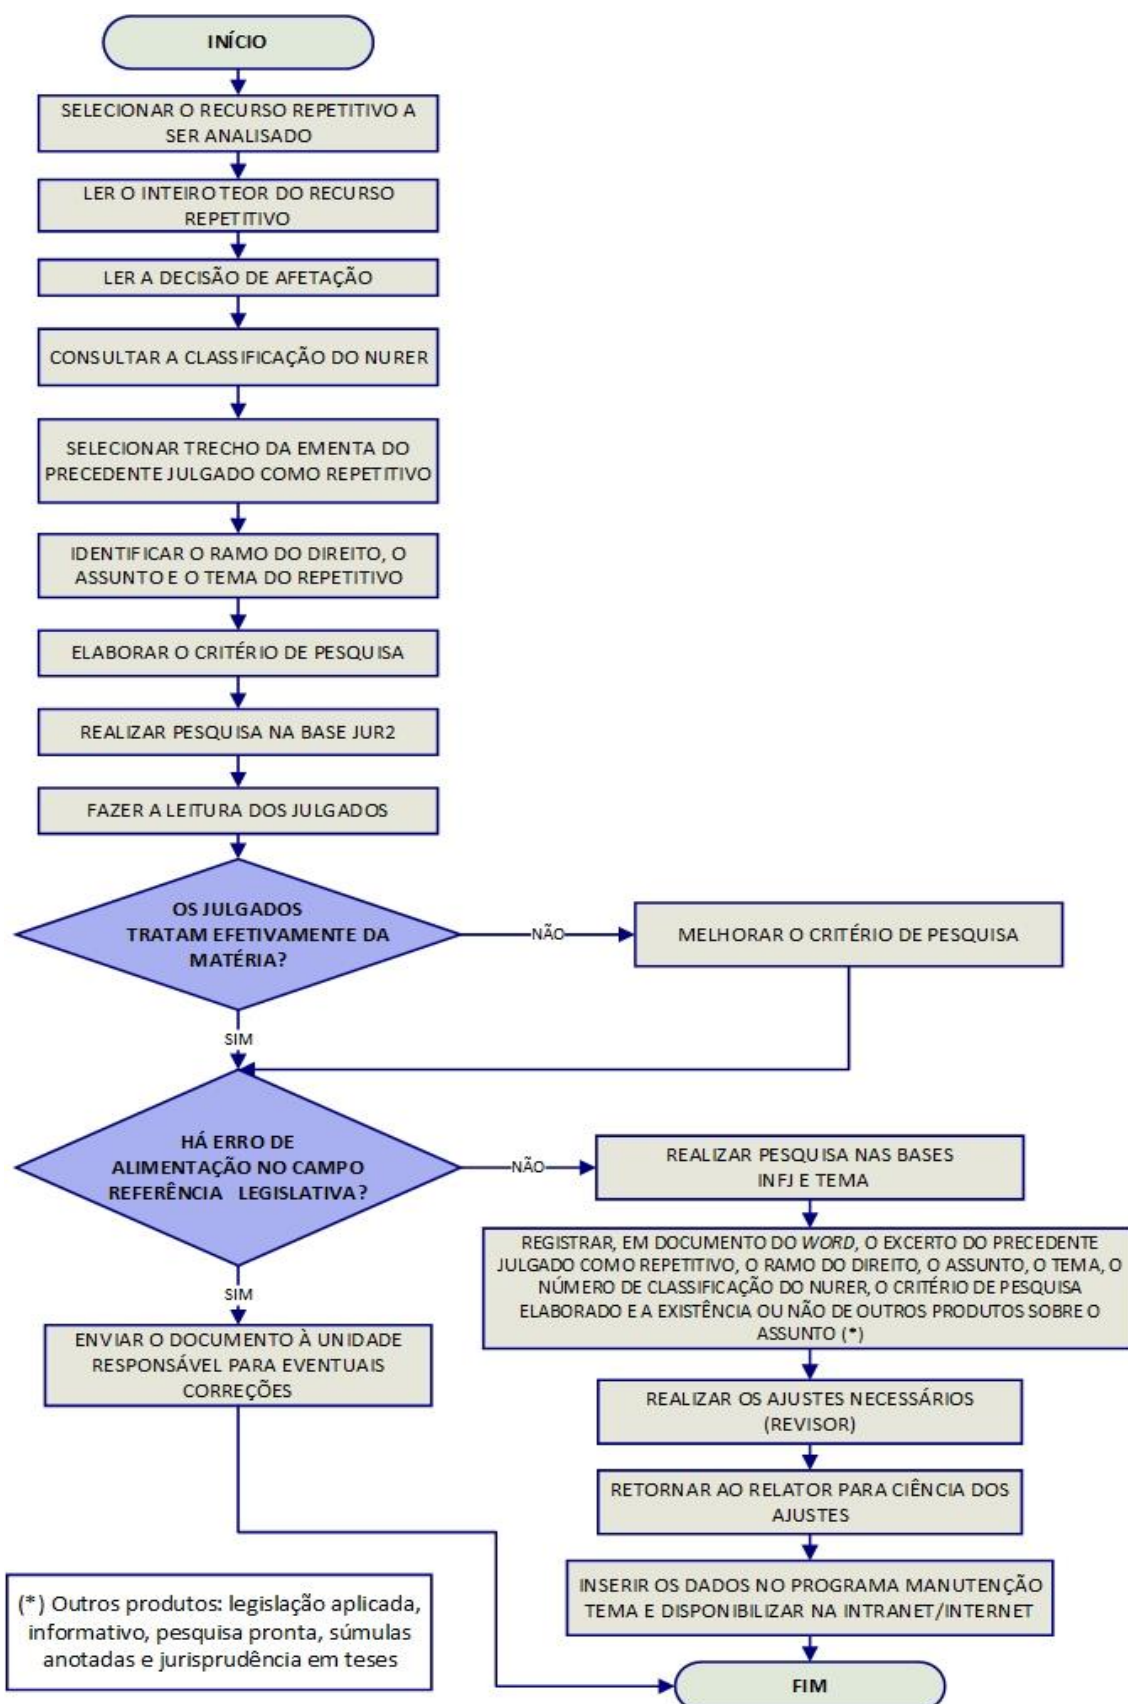 INÍCIO
SELECIONAR O RECURSO REPETITIVO A
SER ANALISADO
LER O INTEIRO TEOR DO RECURSO
REPETITIVO
LER A DECISÃO DE AFETAÇÃO
CONSULTAR A CLASSIFICAÇÃO DO NURER
SELECIONAR TRECHO DA EMENTA DO
PRECEDENTE JULGADO COMO REPETITIVO
IDENTIFICAR O RAMO DO DIREITO, O
ASSUNTO E O TEMA DO REPETITIVO
ELABORAR O CRITÉRIO DE PESQUISA
REALIZAR PESQUISA NA BASE JUR2
FAZER A LEITURA DOS JULGADOS
OS JULGADOS
TRATAM EFETIVAMENTE DA
MATÉRIA?
NÃO
MELHORAR O CRITÉRIO DE PESQUISA
SIM
HÁ ERRO DE
ALIMENTAÇÃO NO CAMPO
REFERÊNCIA LEGISLATIVA?
NÃO
REALIZAR PESQUISA NAS BASES
INFJ E TEMA
REGISTRAR, EM DOCUMENTO DO WORD, O EXCERTO DO PRECEDENTE
JULGADO COMO REPETITIVO, O RAMO DO DIREITO, O ASSUNTO, O TEMA, O
NÚMERO DE CLASSIFICAÇÃO DO NURER, O CRITÉRIO DE PESQUISA
ELABORADO E A EXISTÊNCIA OU NÃO DE OUTROS PRODUTOS SOBRE O
ASSUNTO (*)
SIM
ENVIAR O DOCUMENTO À UNIDADE
RESPONSÁVEL PARA EVENTUAIS
CORREÇÕES
REALIZAR OS AJUSTES NECESSÁRIOS
(REVISOR)
RETORNAR AO RELATOR PARA CIÊNCIA DOS
AJUSTES
INSERIR OS DADOS NO PROGRAMA MANUTENÇÃO
TEMA E DISPONIBILIZAR NA INTRANET/INTERNET
(*) Outros produtos: legislação aplicada,
informativo, pesquisa pronta, súmulas
anotadas e jurisprudência em teses
FIM